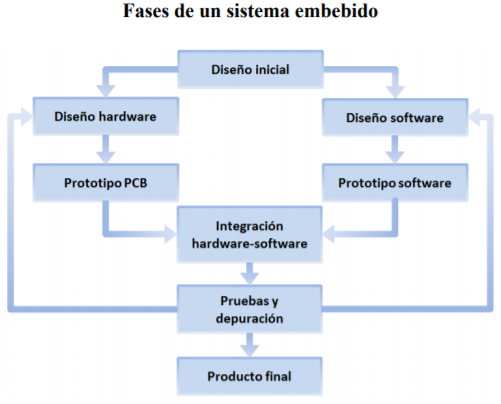 Fases de un sistema embebido
Diseño inicial
Diseño hardware
Diseño software
Prototipo PCB
Prototipo software
Integración
hardware-software
Pruebas y
depuración
Producto final